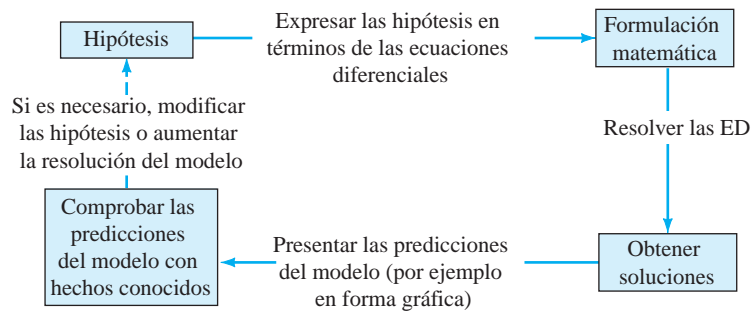 Hipótesis
Expresar las hipótesis en
términos de las ecuaciones
diferenciales
Formulación
matemática
Resolver las ED
Obtener
soluciones
Presentar las predicciones
del modelo (por ejemplo
en forma gráfica)
Comprobar las
predicciones
del modelo con
hechos conocidos
Si es necesario, modificar
las hipótesis o aumentar
la resolución del modelo